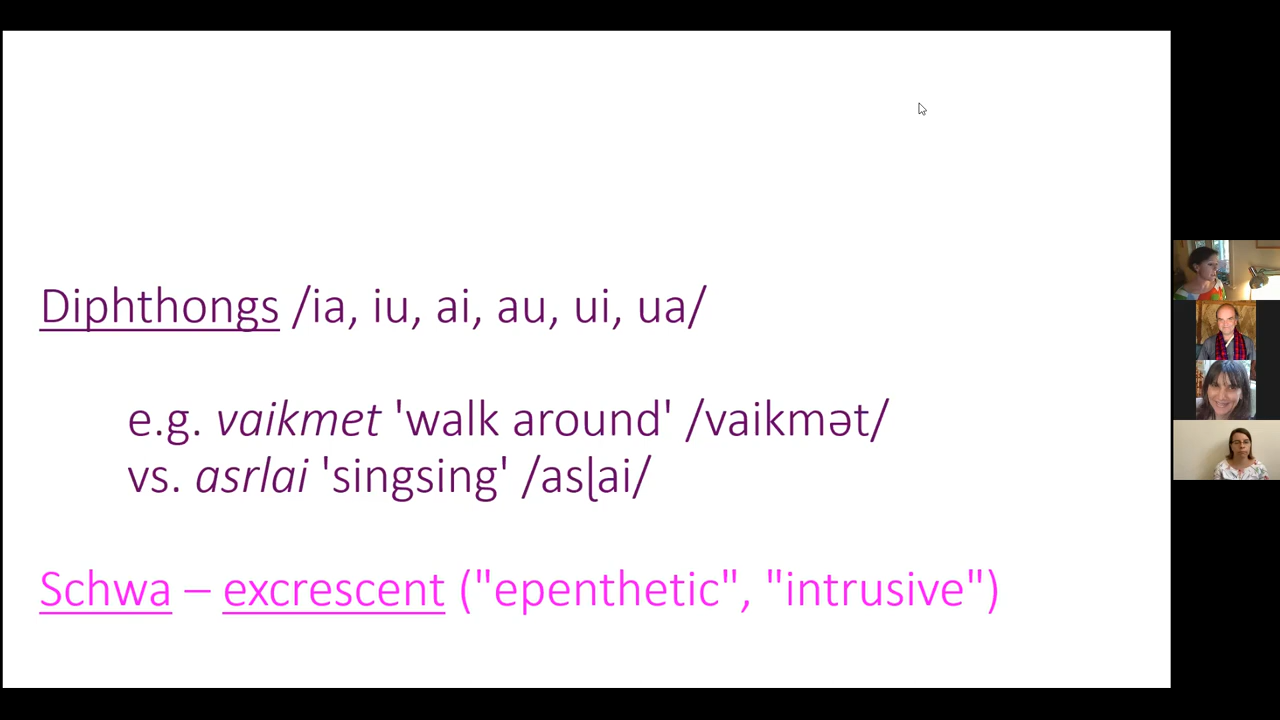 Diphthongs /ia, iu, ai, au, ui, ua/
e.g. vaikmet 'walk around' /vaikmət/
vs. asrlai 'singsing' /asɭai/
Schwa – excrescent ("epenthetic", "intrusive")